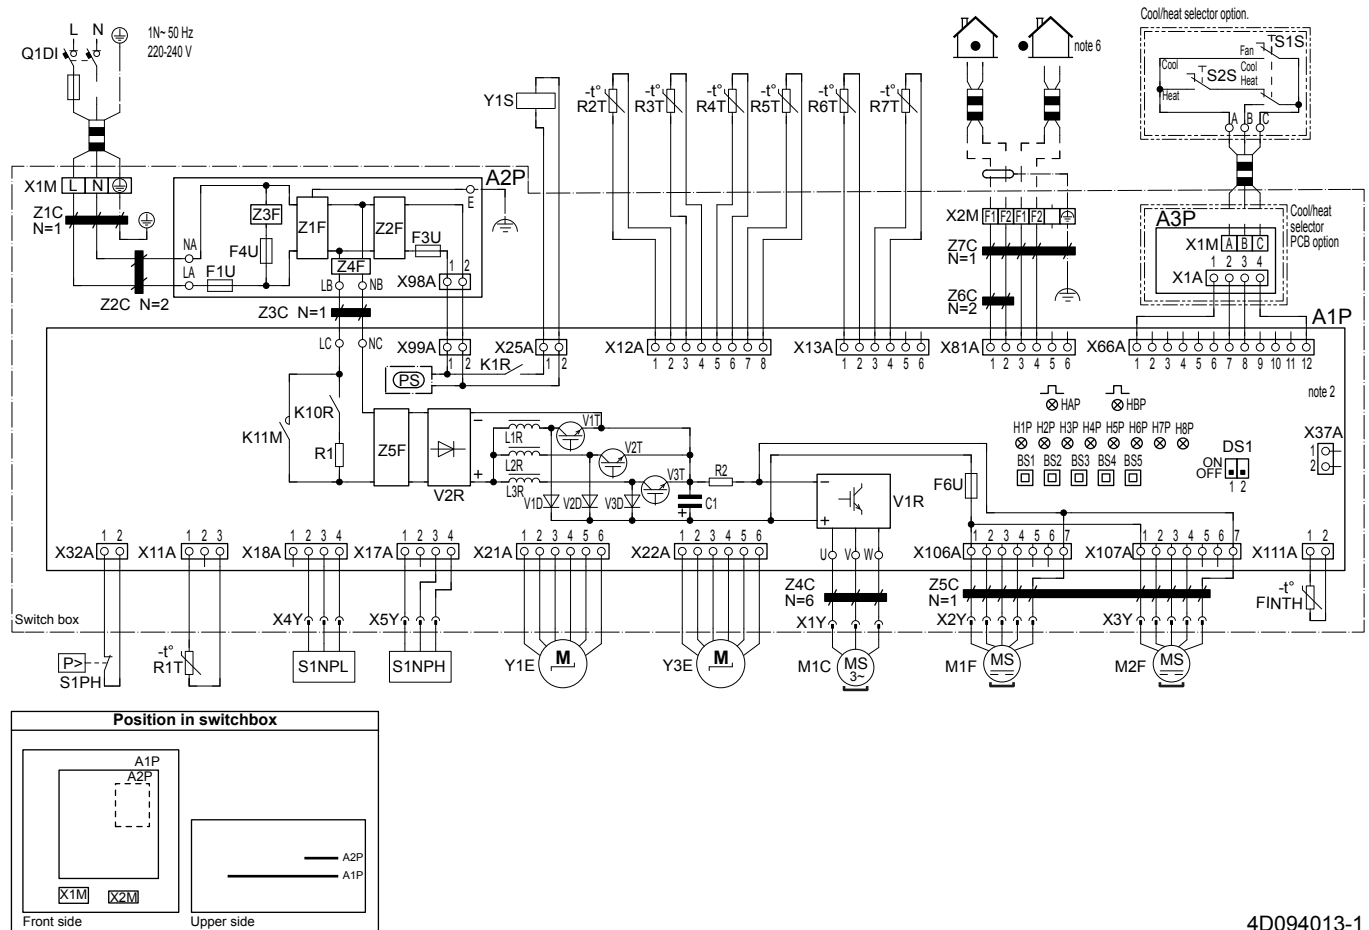 L N 1N~ 50 Hz
220-240 V
Q1DI
Y1S
-t° R2T
-t° R3T
-t° R4T
-t° R5T
-t° R6T
-t° R7T
note 6
Cool/heat selector option.
S1S
Fan
Cool
Cool
Heat
S2S
Heat
A B C
X1M L N
A2P
Z1C
N=1
Z2C N=2
NA
LA
F1U
Z3F
F4U
Z1F
Z2F
E
F3U
Z4F
LB NB
Z3C N=1
1 2
X98A
X2M F1 F2 F1 F2
Z7C
N=1
Z6C
N=2
A3P
X1M A B C
1 2 3 4
X1A
Cool/heat
selector
PCB option
A1P
LC NC
X99A
1 2
X25A
1 2
K1R
PS
X12A
1 2 3 4 5 6 7 8
X13A
1 2 3 4 5 6
X81A
1 2 3 4 5 6
X66A
1 2 3 4 5 6 7 8 9 10 11 12
note 2
HAP
HBP
H1P H2P H3P H4P H5P H6P H7P H8P
BS1 BS2 BS3 BS4 BS5
DS1
ON
OFF
1 2
X37A
1
2
K11M
K10R
R1
Z5F
V2R
-
+
L1R
L2R
L3R
V1T
V2T
V3T
V1D V2D V3D
C1
+
R2
V1R
-
+
F6U
U V W
X32A
1 2
X11A
1 2 3
X18A
1 2 3 4
X17A
1 2 3 4
X21A
1 2 3 4 5 6
X22A
1 2 3 4 5 6
X106A
1 2 3 4 5 6 7
X107A
1 2 3 4 5 6 7
X111A
1 2
Z4C
N=6
Z5C
N=1
-t°
FINTH
Switch box
X4Y
X5Y
X1Y
X2Y
X3Y
P>
S1PH
-t°
R1T
S1NPL
S1NPH
Y1E M
Y3E M
M1C MS
3~
M1F MS
M2F MS
Position in switchbox
A1P
A2P
X1M X2M
Front side
A2P
A1P
Upper side
4D094013-1